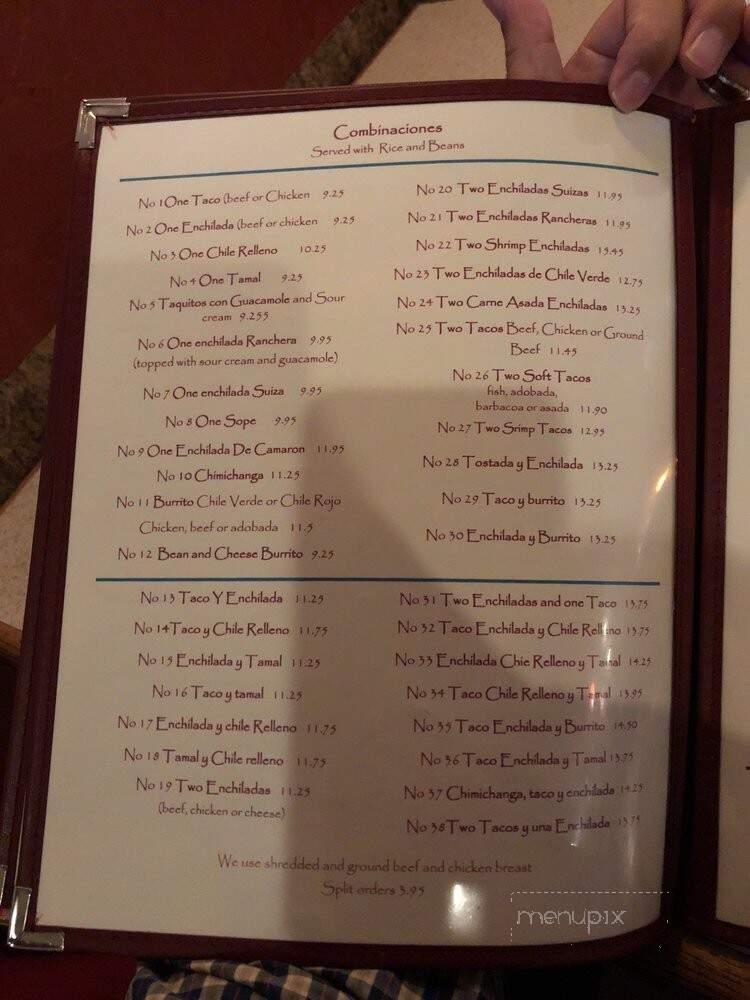 Combinaciones
Served with Rice and Beans
No 1One Taco (beef or Chicken 9.25
No 2 One Enchilada (beef or chicken 9.25
No 3 One Chile Relleno 10.25
No 4 One Tamal 9.25
No 5 Taquitos con Guacamole and Sour
cream 9.255
No 6 One enchilada Ranchera 9.95
(topped with sour cream and guacamole)
No 7 One enchilada Suiza 9.95
No 8 One Sope 9.95
No 9 One Enchilada De Camaron 11.95
No 10 Chimichanga 11.25
No 11 Burrito Chile Verde or Chile Rojo
Chicken, beef or adobada 11.5
No 12 Bean and Cheese Burrito 9.25
No 20 Two Enchiladas Suizas 11.95
No 21 Two Enchiladas Rancheras 11.95
No 22 Two Shrimp Enchiladas 15.45
No 23 Two Enchiladas de Chile Verde 12.75
No 24 Two Carne Asada Enchiladas 13.25
No 25 Two Tacos Beef, Chicken or Ground
Beef 11.45
No 26 Two Soft Tacos
fish, adobada,
barbacoa or asada 11.90
No 27 Two Srimp Tacos 12.95
No 28 Tostada y Enchilada 13.25
No 29 Taco y burrito 13.25
No 30 Enchilada y Burrito 13.25
No 13 Taco Y Enchilada 11.25
No 14Taco y Chile Relleno 11.75
No 15 Enchilada y Tamal 11.25
No 16 Taco y tamal 11.25
No 17 Enchilada y chile Relleno 11.75
No 18 Tamal y Chile relleno 11.75
No 19 Two Enchiladas 11.25
(beef, chicken or cheese)
No 31 Two Enchiladas and one Taco 13.75
No 32 Taco Enchilada y Chile Relleno 13.75
No 33 Enchilada Chie Relleno y Tamal 14.25
No 34 Taco Chile Relleno y Tamal 13.95
No 35 Taco Enchilada y Burrito 14.50
No 36 Taco Enchilada y Tamal 13.75
No 37 Chimichanga, taco y enchilada 14.25
No 38Two Tacos y una Enchilada 13.75
We use shredded and ground beef and chicken breast
Split orders 3.95
menupix